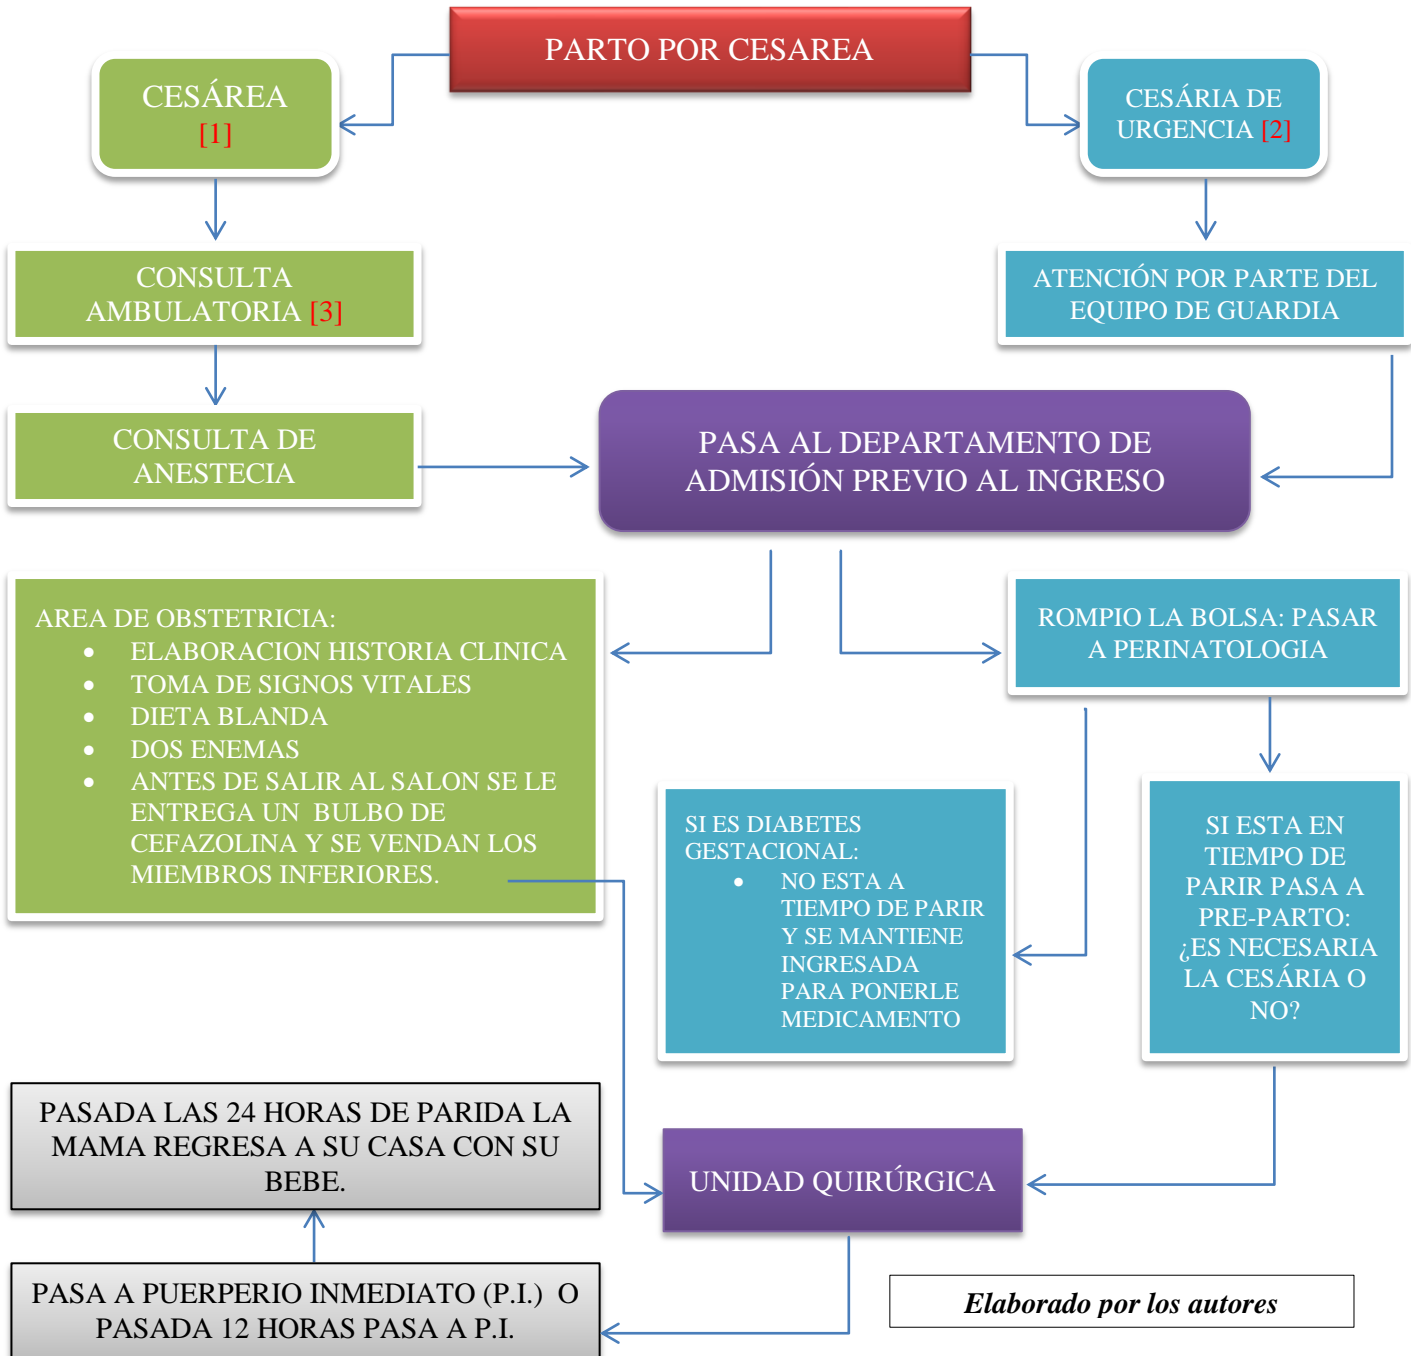 PARTO POR CESAREA
CESÁREA
[1]
CESÁRIA DE
URGENCIA [2]
CONSULTA
AMBULATORIA [3]
ATENCIÓN POR PARTE DEL
EQUIPO DE GUARDIA
CONSULTA DE
ANESTECIA
PASA AL DEPARTAMENTO DE
ADMISIÓN PREVIO AL INGRESO
AREA DE OBSTETRICIA:
• ELABORACION HISTORIA CLINICA
• TOMA DE SIGNOS VITALES
• DIETA BLANDA
• DOS ENEMAS
• ANTES DE SALIR AL SALON SE LE
ENTREGA UN BULBO DE
CEFAZOLINA Y SE VENDAN LOS
MIEMBROS INFERIORES.
ROMPIO LA BOLSA: PASAR
A PERINATOLOGIA
SI ES DIABETES
GESTACIONAL:
• NO ESTA A
TIEMPO DE PARIR
Y SE MANTIENE
INGRESADA
PARA PONERLE
MEDICAMENTO
SI ESTA EN
TIEMPO DE
PARIR PASA A
PRE-PARTO:
¿ES NECESARIA
LA CESÁRIA O
NO?
PASADA LAS 24 HORAS DE PARIDA LA
MAMA REGRESA A SU CASA CON SU
BEBE.
UNIDAD QUIRÚRGICA
PASA A PUERPERIO INMEDIATO (P.I.) O
PASADA 12 HORAS PASA A P.I.
Elaborado por los autores